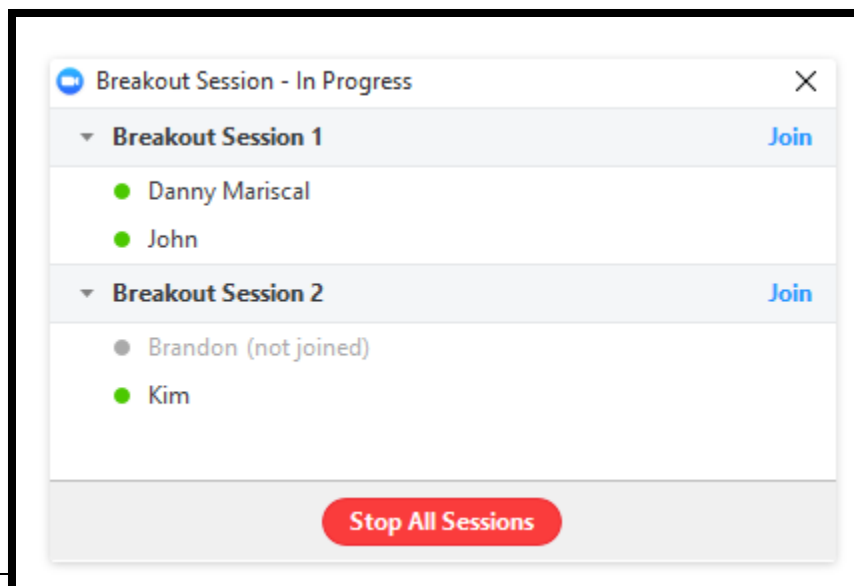 Breakout Session - In Progress
Breakout Session 1 Join
Danny Mariscal
John
Breakout Session 2 Join
Brandon (not joined)
Kim
Stop All Sessions